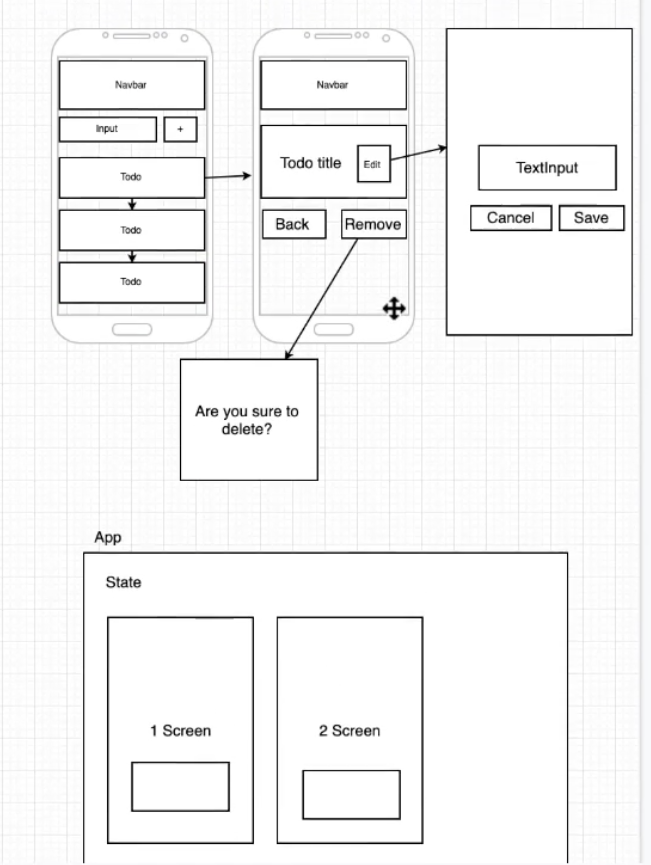 Navbar
Input
+
Todo
Todo
Todo
Navbar
Todo title
Edit
Back
Remove
TextInput
Cancel
Save
Are you sure to
delete?
App
State
1 Screen
2 Screen